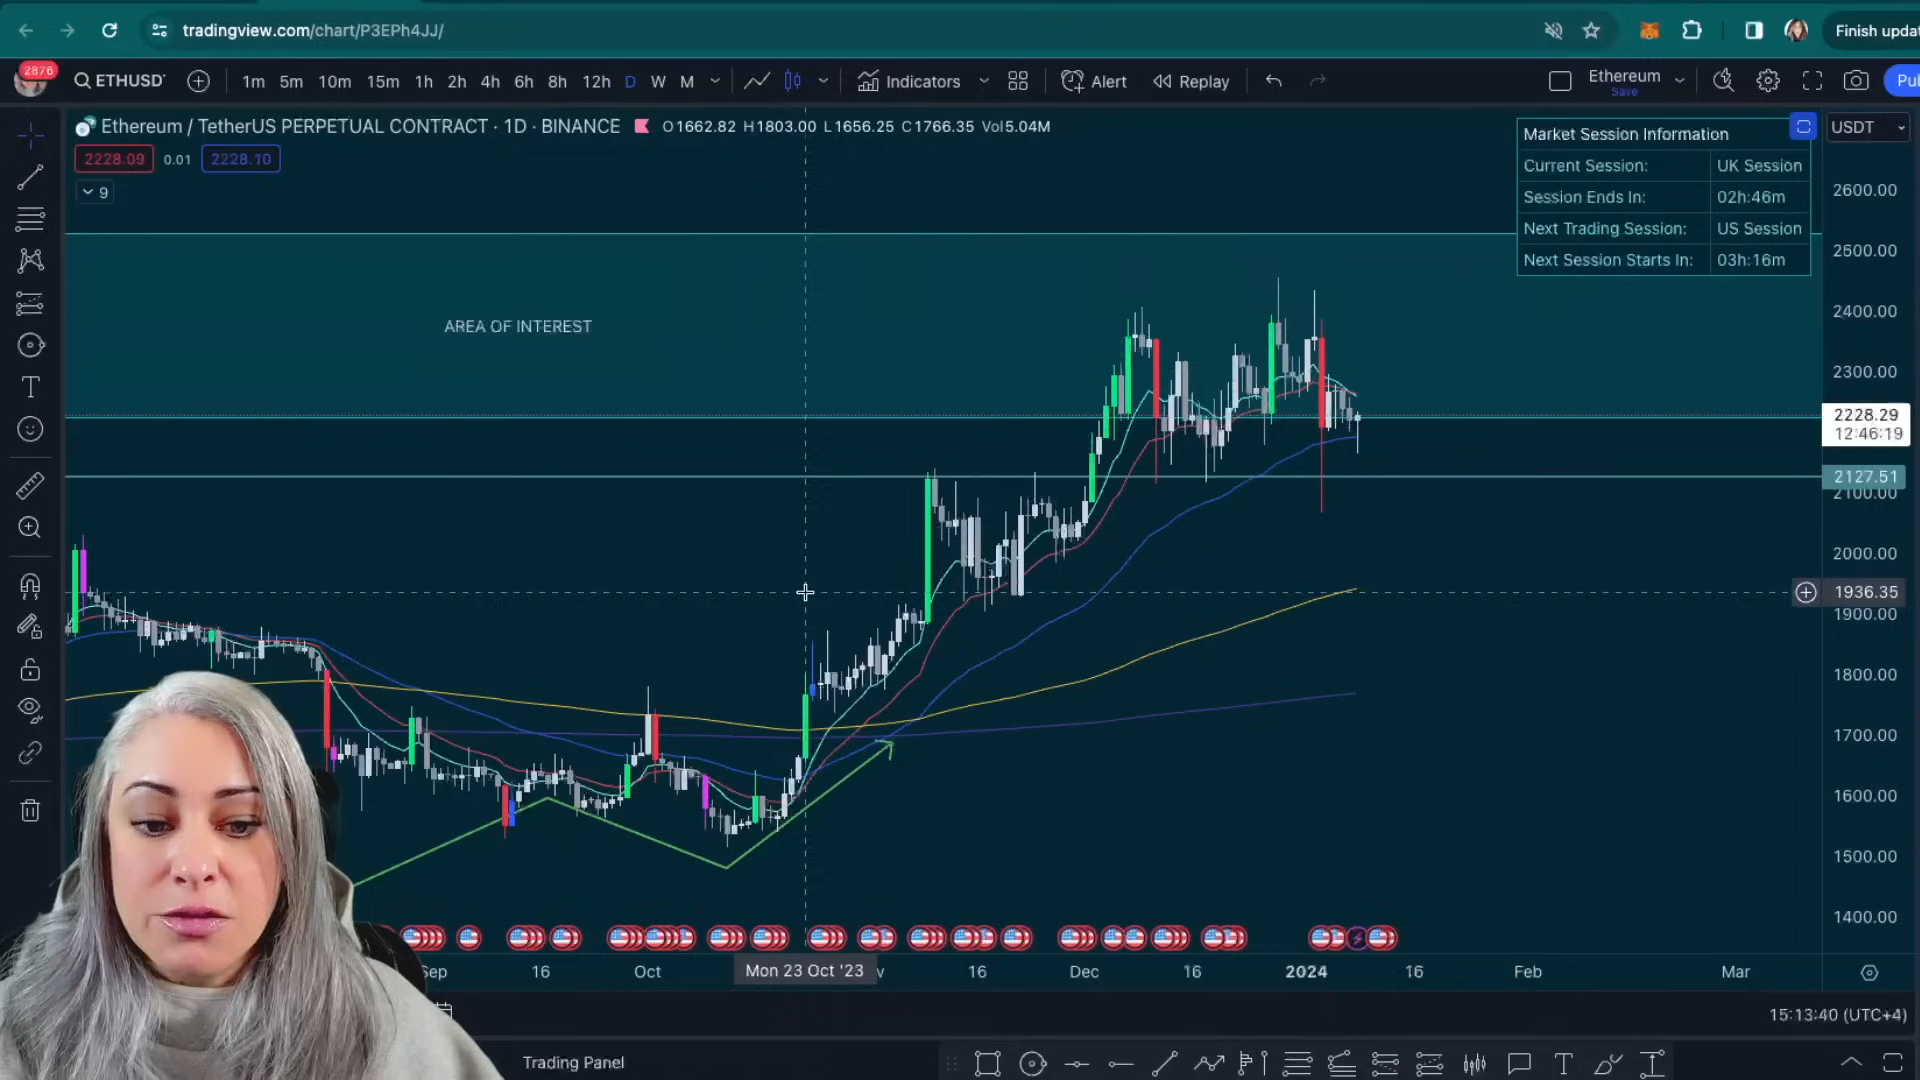 tradingview.com/chart/P3EPh4JJ/
Finish updat
2876
ETHUSDT
1m 5m 10m 15m 1h 2h 4h 6h 8h 12h D W M
Indicators
Alert
Replay
Ethereum
Save
Pul
Ethereum / TetherUS PERPETUAL CONTRACT · 1D · BINANCE
O1662.82 H1803.00 L1656.25 C1766.35 Vol5.04M
2228.09 0.01 2228.10
9
Market Session Information
Current Session: UK Session
Session Ends In: 02h:46m
Next Trading Session: US Session
Next Session Starts In: 03h:16m
USDT
AREA OF INTEREST
2600.00
2500.00
2400.00
2300.00
2228.29
12:46:19
2127.51
2100.00
2000.00
1936.35
1900.00
1800.00
1700.00
1600.00
1500.00
1400.00
Sep 16 Oct Mon 23 Oct '23 v 16 Dec 16 2024 16 Feb Mar
15:13:40 (UTC+4)
Trading Panel